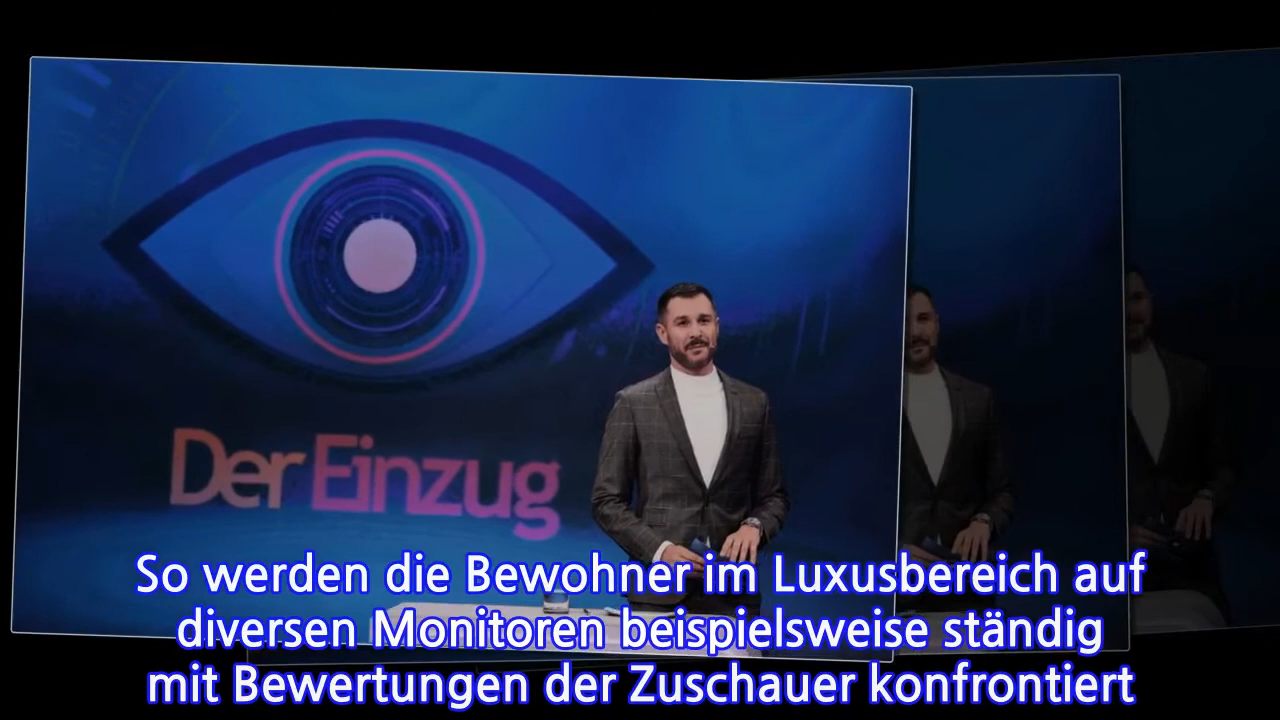 Der Einzug
So werden die Bewohner im Luxusbereich auf
diversen Monitoren beispielsweise ständig
mit Bewertungen der Zuschauer konfrontiert